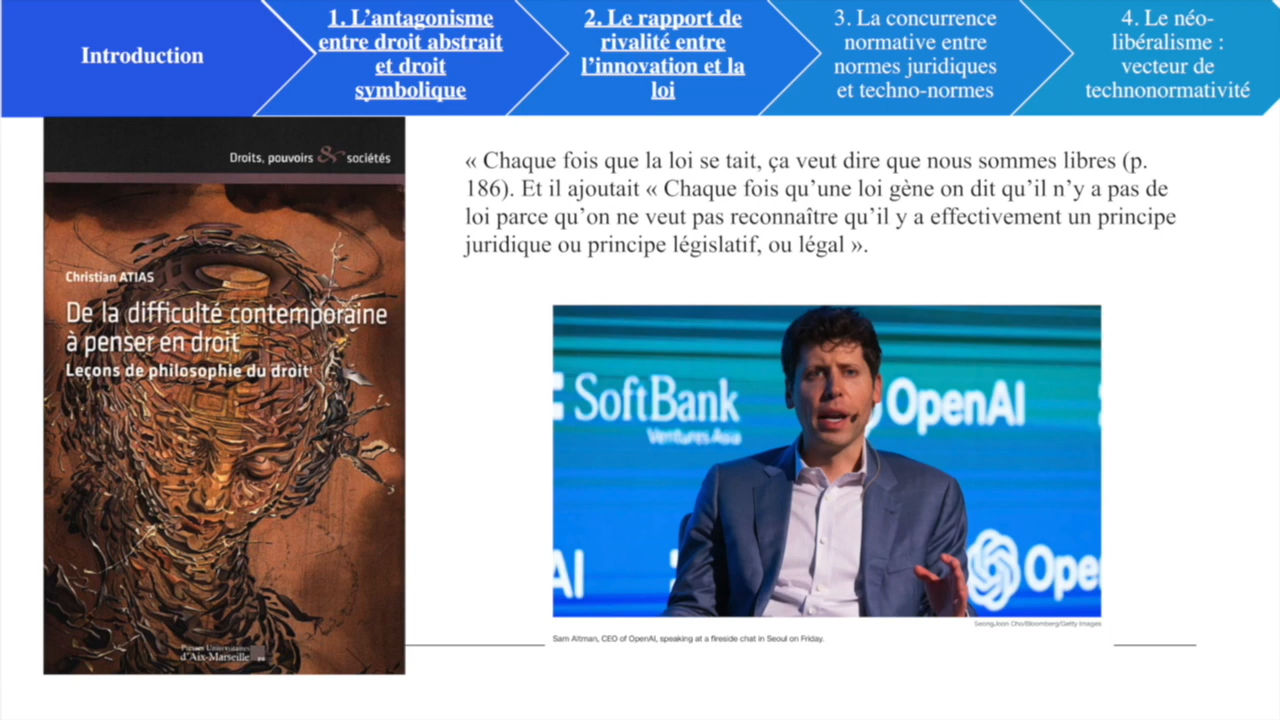 Introduction
1. L’antagonisme
entre droit abstrait
et droit
symbolique
2. Le rapport de
rivalité entre
l’innovation et la
loi
3. La concurrence
normative entre
normes juridiques
et techno-normes
4. Le néo-
libéralisme :
vecteur de
technonormativité
Droits, pouvoirs & sociétés
Christian ATIAS
De la difficulté contemporaine
à penser en droit
Leçons de philosophie du droit
Presses Universitaires
d’Aix-Marseille
« Chaque fois que la loi se tait, ça veut dire que nous sommes libres (p.
186). Et il ajoutait « Chaque fois qu’une loi gène on dit qu’il n’y a pas de
loi parce qu’on ne veut pas reconnaître qu’il y a effectivement un principe
juridique ou principe législatif, ou légal ».
SoftBank
Ventures Asia
OpenAI
AI
Ope
SeongJoon Cho/Bloomberg/Getty Images
Sam Altman, CEO of OpenAI, speaking at a fireside chat in Seoul on Friday.